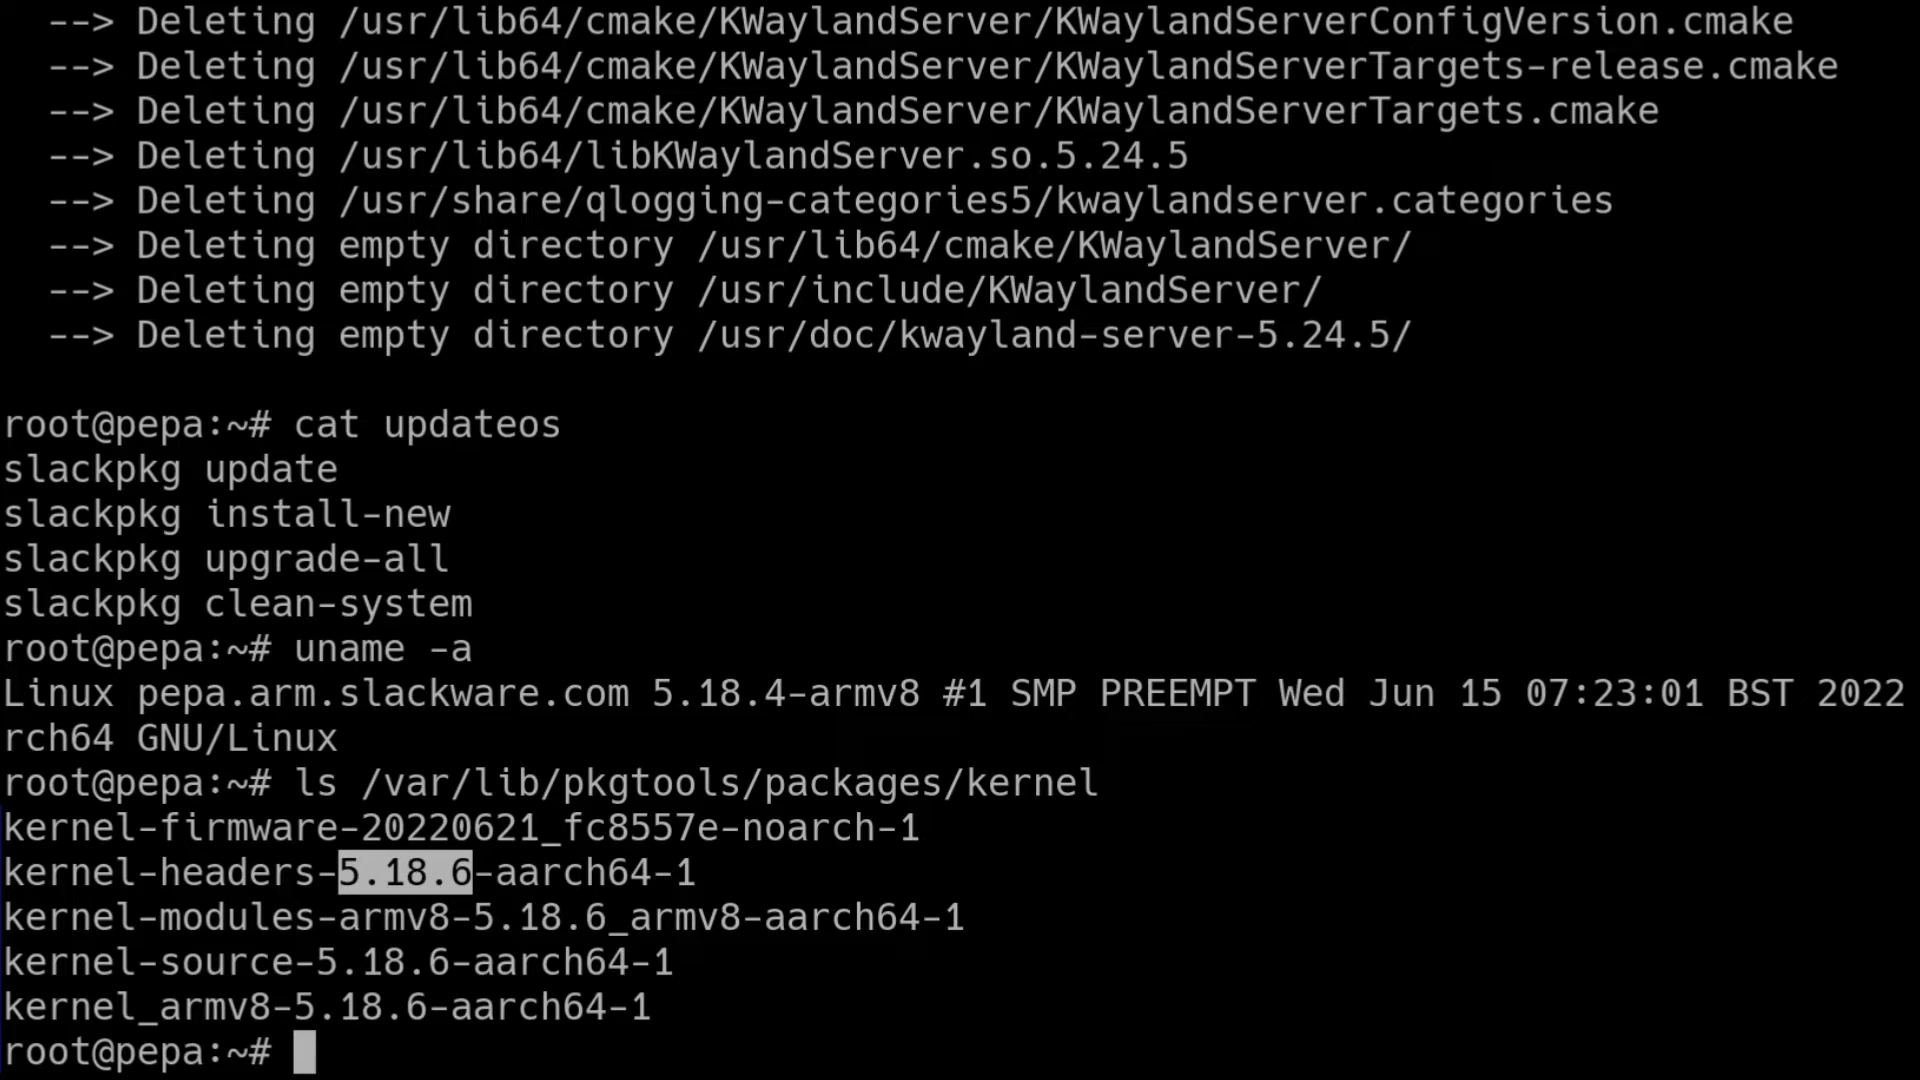 --> Deleting /usr/lib64/cmake/KWaylandServer/KWaylandServerConfigVersion.cmake
--> Deleting /usr/lib64/cmake/KWaylandServer/KWaylandServerTargets-release.cmake
--> Deleting /usr/lib64/cmake/KWaylandServer/KWaylandServerTargets.cmake
--> Deleting /usr/lib64/libKWaylandServer.so.5.24.5
--> Deleting /usr/share/qlogging-categories5/kwaylandserver.categories
--> Deleting empty directory /usr/lib64/cmake/KWaylandServer/
--> Deleting empty directory /usr/include/KWaylandServer/
--> Deleting empty directory /usr/doc/kwayland-server-5.24.5/
root@pepa:~# cat updateos
slackpkg update
slackpkg install-new
slackpkg upgrade-all
slackpkg clean-system
root@pepa:~# uname -a
Linux pepa.arm.slackware.com 5.18.4-armv8 #1 SMP PREEMPT Wed Jun 15 07:23:01 BST 2022
rch64 GNU/Linux
root@pepa:~# ls /var/lib/pkgtools/packages/kernel
kernel-firmware-20220621_fc8557e-noarch-1
kernel-headers-5.18.6-aarch64-1
kernel-modules-armv8-5.18.6_armv8-aarch64-1
kernel-source-5.18.6-aarch64-1
kernel_armv8-5.18.6-aarch64-1
root@pepa:~#